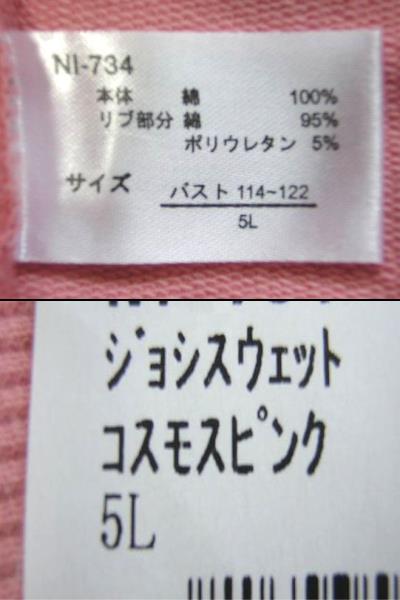 NI-734
本体 綿 100%
リブ部分 綿 95%
ポリウレタン 5%
サイズ バスト 114~122
5L
ジョシスウェット
コスモスピンク
5L